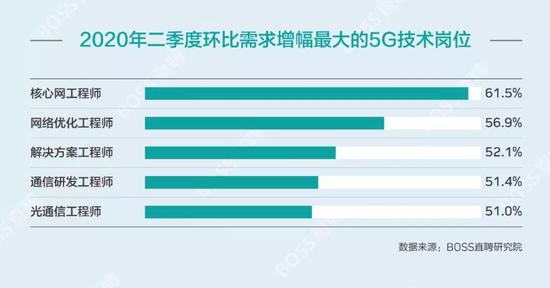 2020年二季度环比需求增幅最大的5G技术岗位
核心网工程师 61.5%
网络优化工程师 56.9%
解决方案工程师 52.1%
通信研发工程师 51.4%
光通信工程师 51.0%
数据来源：BOSS直聘研究院